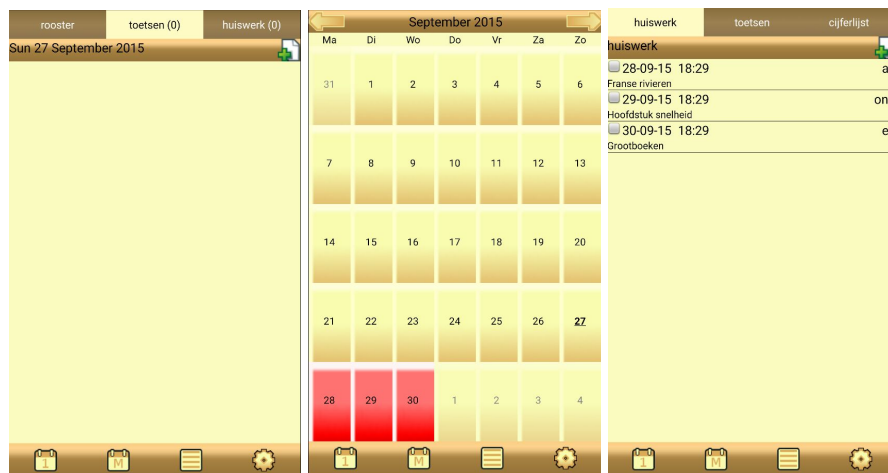 rooster toetsen (0) huiswerk (0)
Sun 27 September 2015
1 M
September 2015
Ma Di Wo Do Vr Za Zo
31 1 2 3 4 5 6
7 8 9 10 11 12 13
14 15 16 17 18 19 20
21 22 23 24 25 26 27
28 29 30 1 2 3 4
1 M
huiswerk toetsen cijferlijst
huiswerk
28-09-15 18:29 a
Franse rivieren
29-09-15 18:29 on
Hoofdstuk snelheid
30-09-15 18:29 e
Grootboeken
1 M